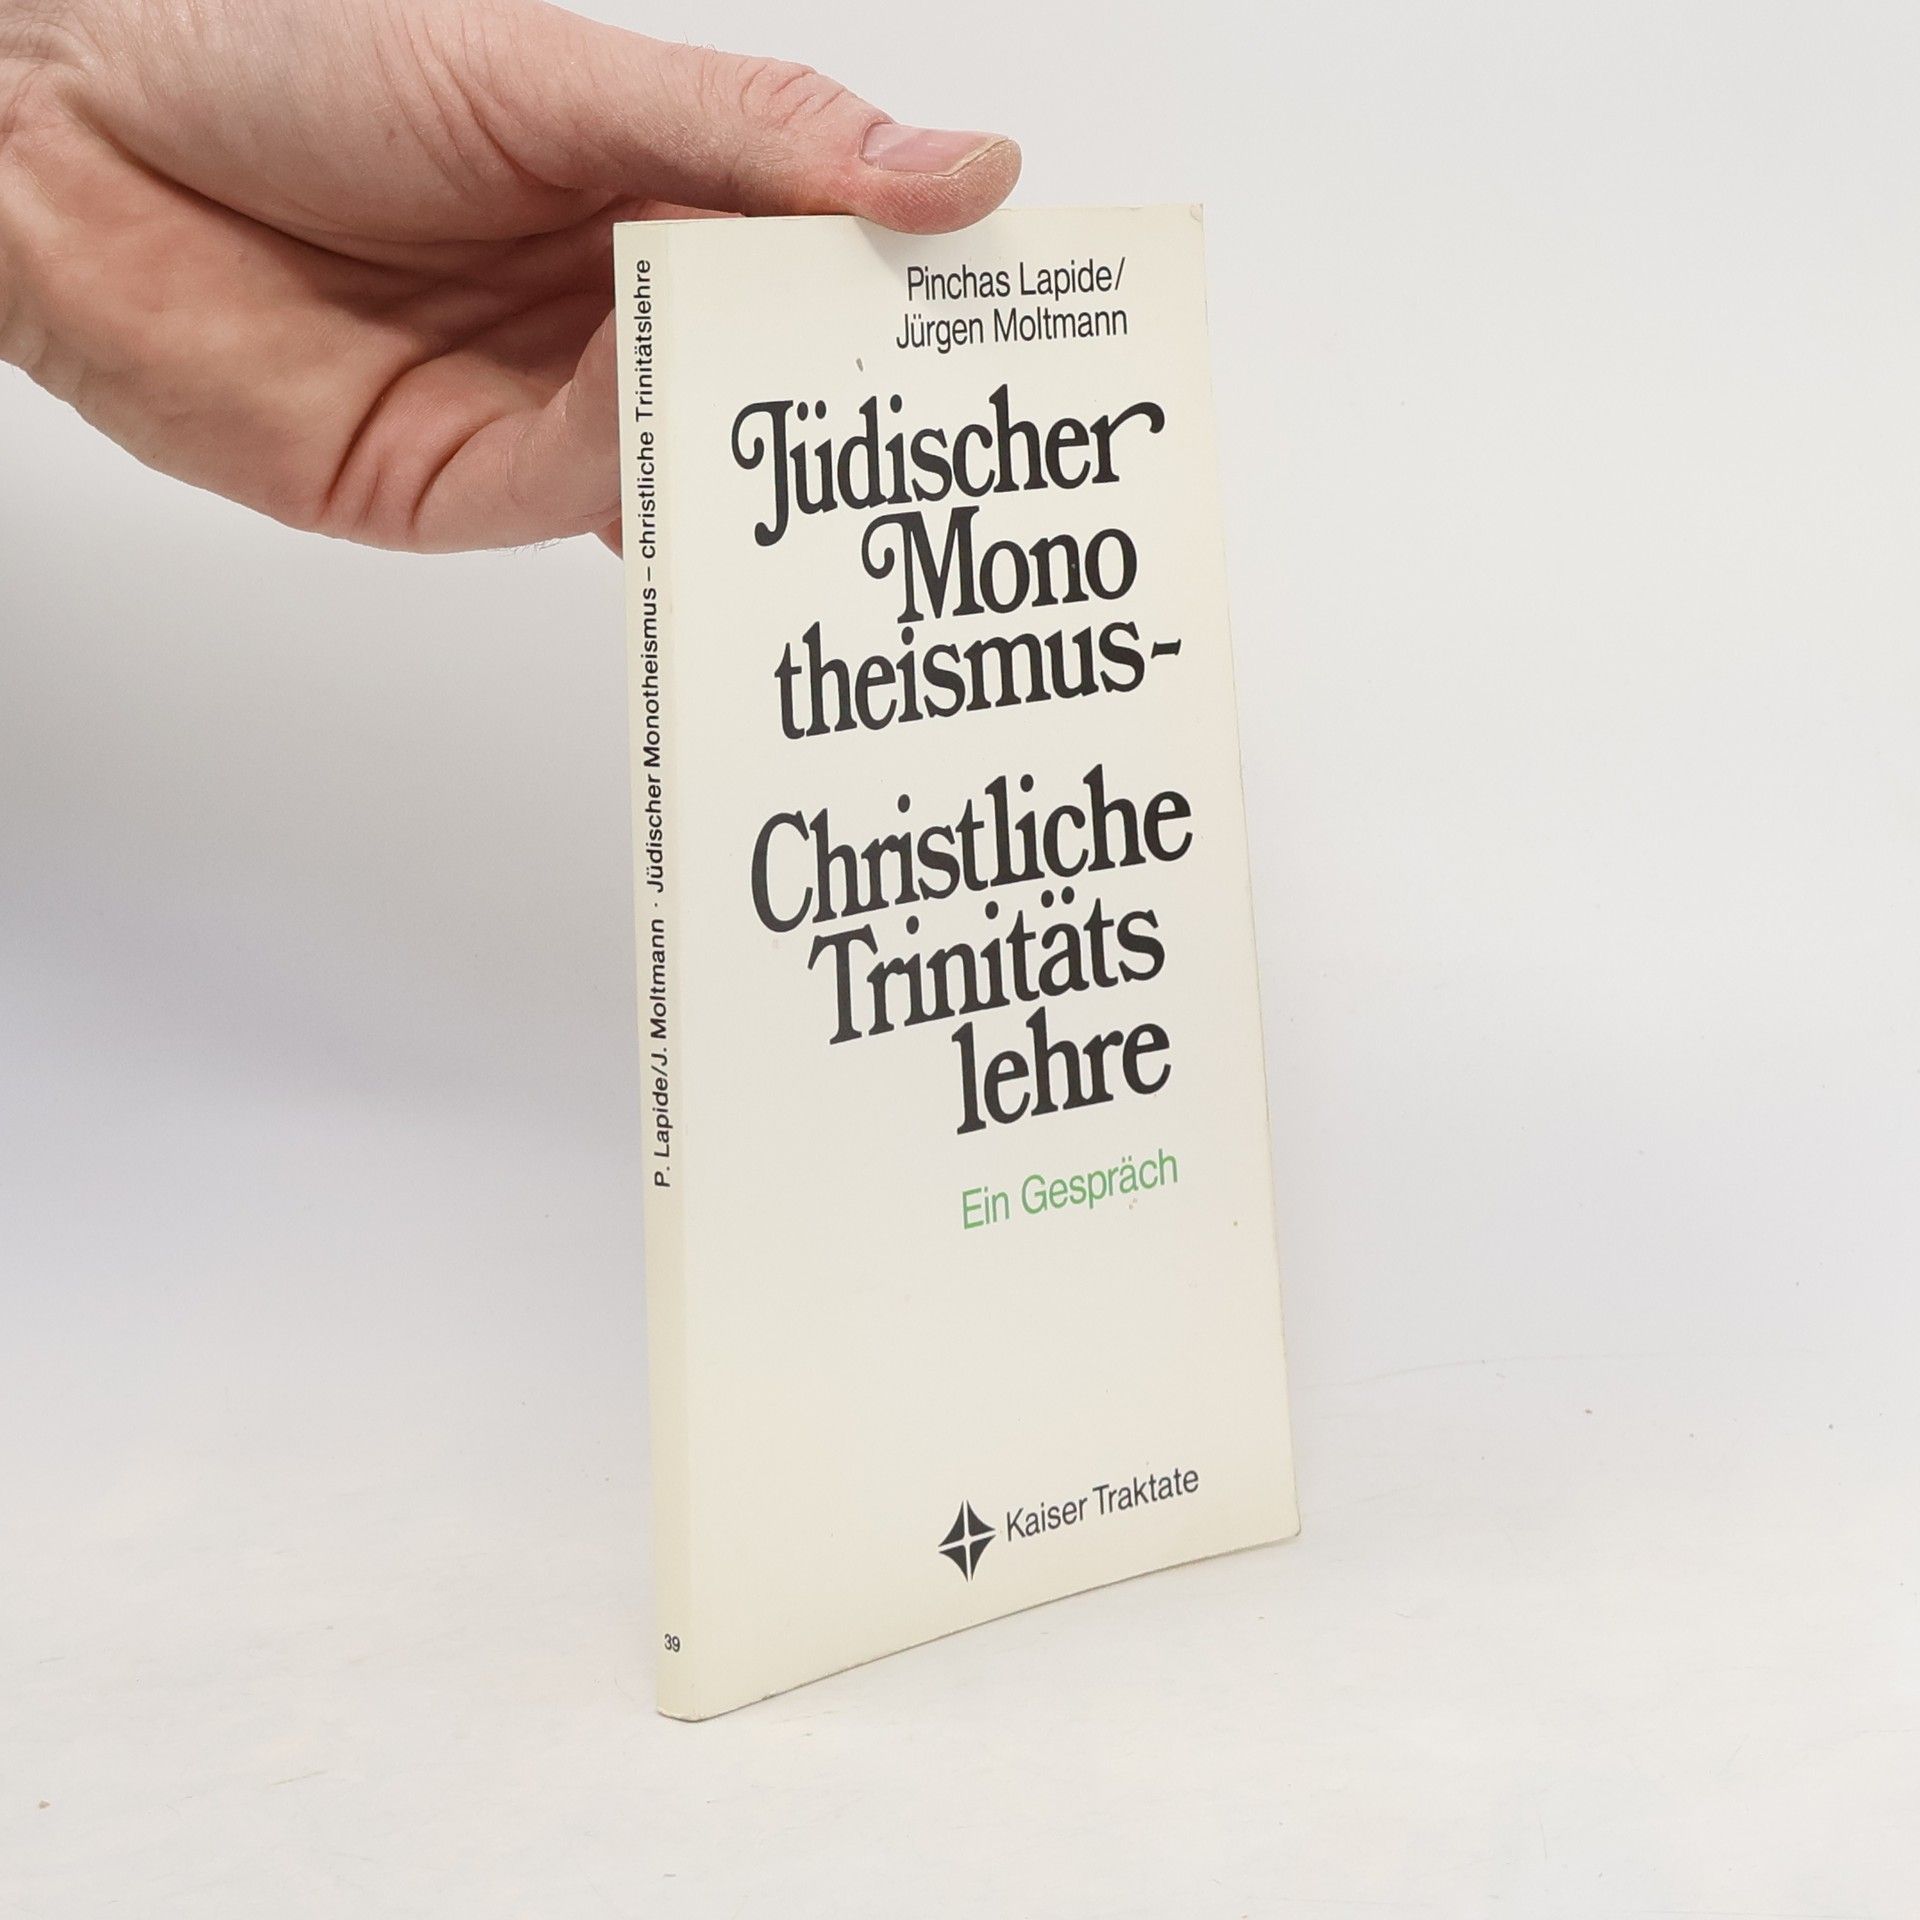 Pinchas Lapide/
Jürgen Moltmann
Jüdischer
Mono
theismus-
Christliche
Trinitäts
lehre
Ein Gespräch
Kaiser Traktate
P. Lapide/J. Moltmann · Jüdischer Monotheismus – christliche Trinitätslehre
39